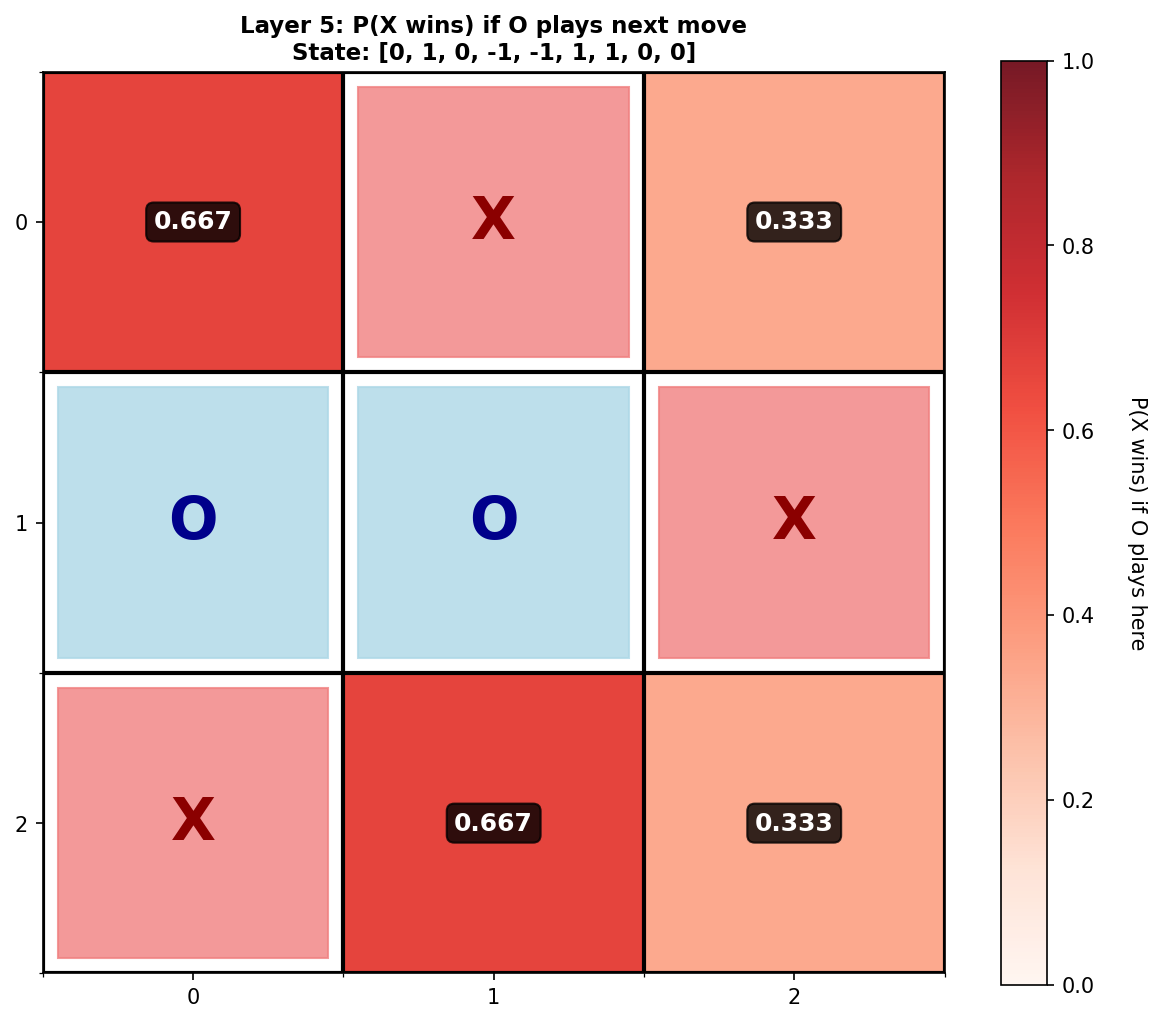 Layer 5: P(X wins) if O plays next move
State: [0, 1, 0, -1, -1, 1, 1, 0, 0]
0
0.667
X
0.333
1
O
O
X
2
X
0.667
0.333
0
1
2
1.0
0.8
0.6
0.4
0.2
0.0
P(X wins) if O plays here